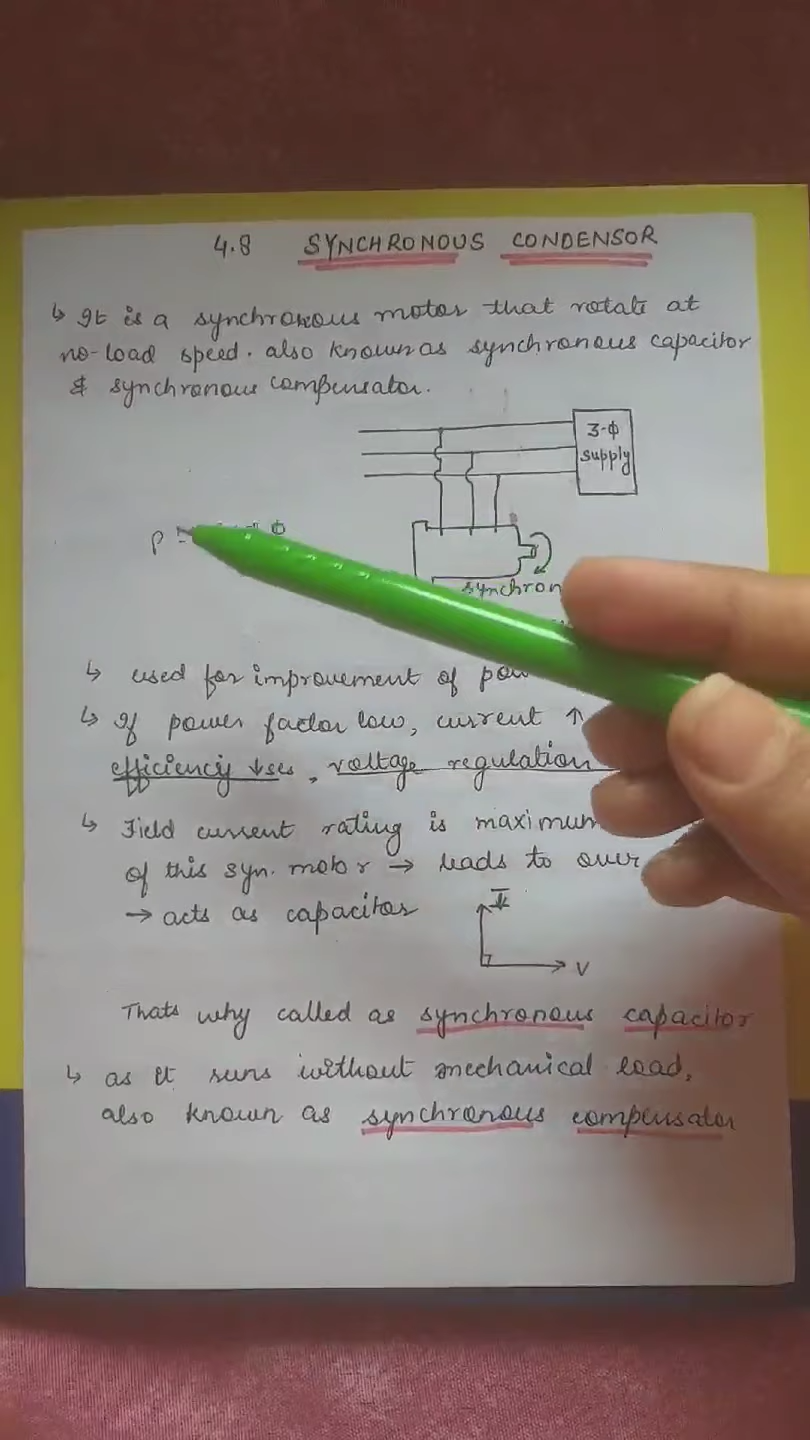 4.8 SYNCHRONOUS CONDENSOR
↳ It is a synchronous motor that rotate at
no-load speed. also known as synchronous capacitor
& synchronous compensator.
3-ф
supply
P = ф
synchron
↳ used for improvement of pow
↳ If power factor low, current ↑
efficiency ↓ses, voltage regulation
↳ Field current rating is maximum
of this syn. motor → leads to over
→ acts as capacitor
V
Thats why called as synchronous capacitor
↳ as it runs without mechanical load,
also known as synchronous compensator